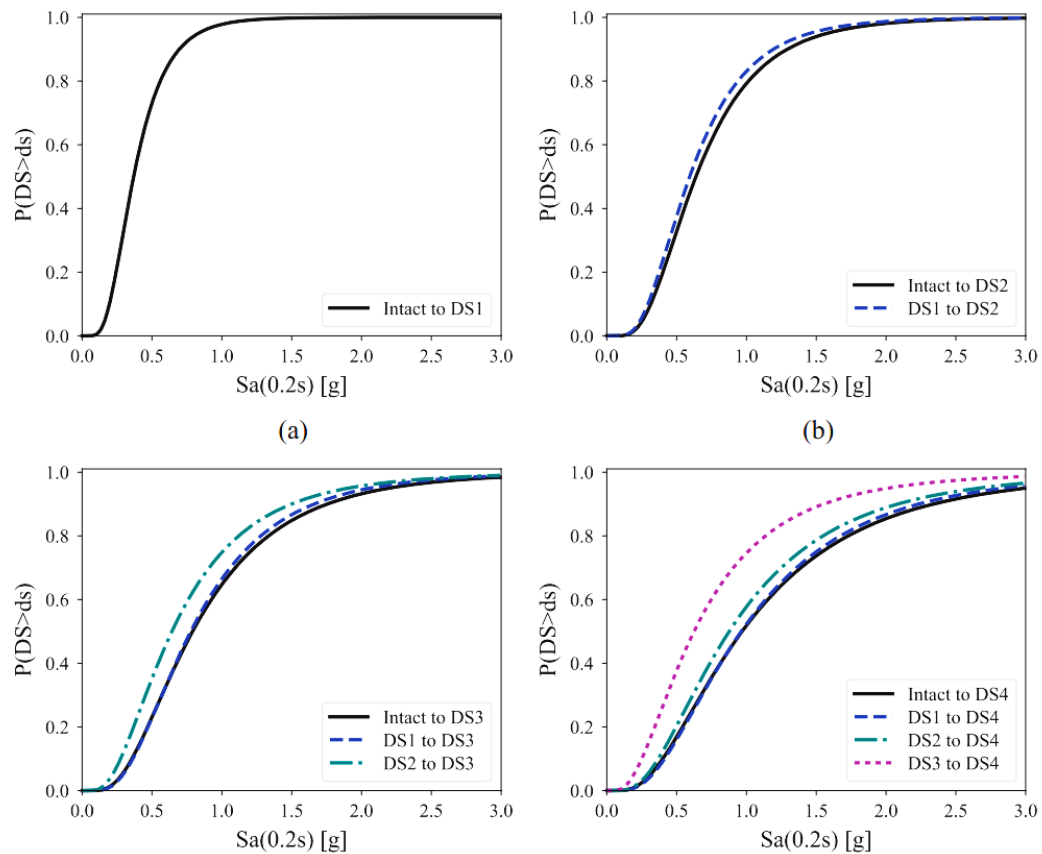 1.0
0.8
0.6
0.4
0.2
0.0
P(DS>ds)
0.0 0.5 1.0 1.5 2.0 2.5 3.0
Sa(0.2s) [g]
Intact to DS1
(a)
1.0
0.8
0.6
0.4
0.2
0.0
P(DS>ds)
0.0 0.5 1.0 1.5 2.0 2.5 3.0
Sa(0.2s) [g]
Intact to DS2
DS1 to DS2
(b)
1.0
0.8
0.6
0.4
0.2
0.0
P(DS>ds)
0.0 0.5 1.0 1.5 2.0 2.5 3.0
Sa(0.2s) [g]
Intact to DS3
DS1 to DS3
DS2 to DS3
1.0
0.8
0.6
0.4
0.2
0.0
P(DS>ds)
0.0 0.5 1.0 1.5 2.0 2.5 3.0
Sa(0.2s) [g]
Intact to DS4
DS1 to DS4
DS2 to DS4
DS3 to DS4